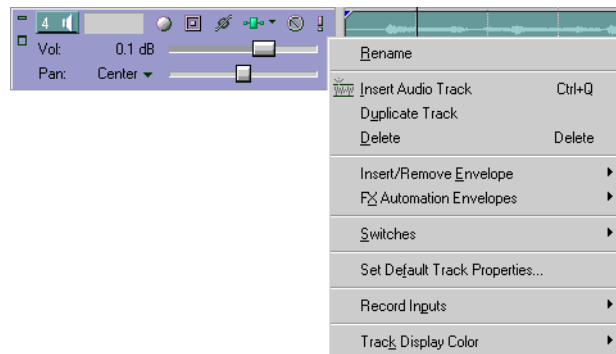 4
Vol: 0.1 dB
Pan: Center
Rename
Insert Audio Track Ctrl+Q
Duplicate Track
Delete Delete
Insert/Remove Envelope
FX Automation Envelopes
Switches
Set Default Track Properties...
Record Inputs
Track Display Color